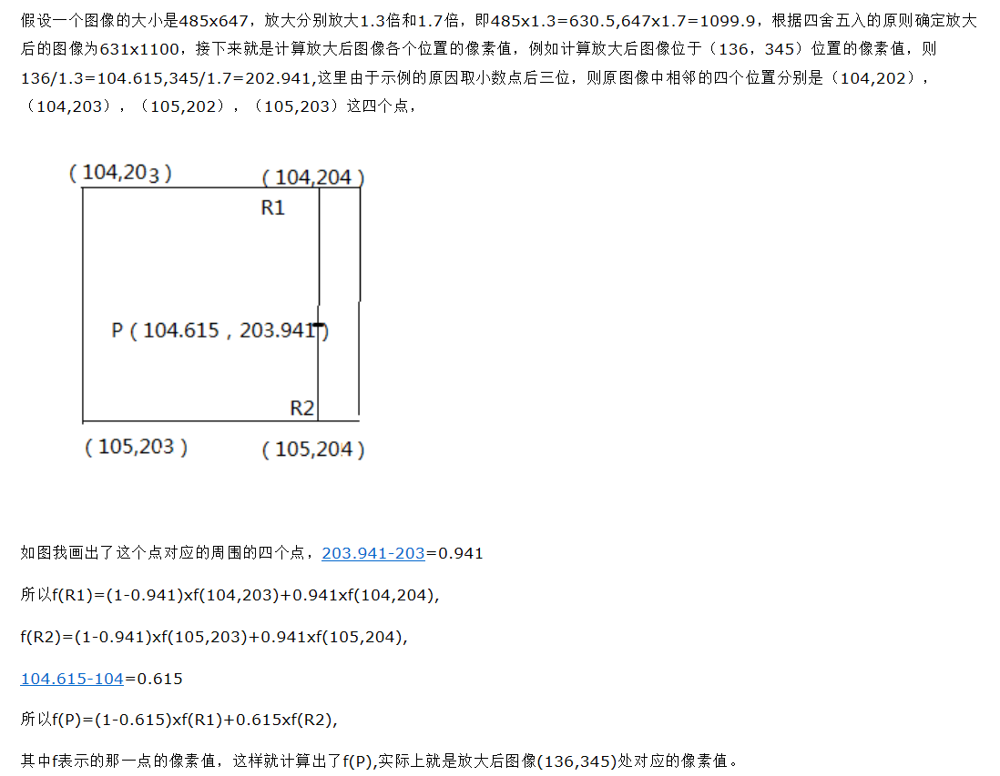 假设一个图像的大小是485x647，放大分别放大1.3倍和1.7倍，即485x1.3=630.5,647x1.7=1099.9，根据四舍五入的原则确定放大
后的图像为631x1100，接下来就是计算放大后图像各个位置的像素值，例如计算放大后图像位于（136，345）位置的像素值，则
136/1.3=104.615,345/1.7=202.941,这里由于示例的原因取小数点后三位，则原图像中相邻的四个位置分别是（104,202），
（104,203），（105,202），（105,203）这四个点，
（104,203）
（104,204）
R1
P（104.615，203.941）
R2
（105,203）
（105,204）
如图我画出了这个点对应的周围的四个点，203.941-203=0.941
所以f(R1)=(1-0.941)xf(104,203)+0.941xf(104,204),
f(R2)=(1-0.941)xf(105,203)+0.941xf(105,204),
104.615-104=0.615
所以f(P)=(1-0.615)xf(R1)+0.615xf(R2),
其中f表示的那一点的像素值，这样就计算出了f(P),实际上就是放大后图像(136,345)处对应的像素值。